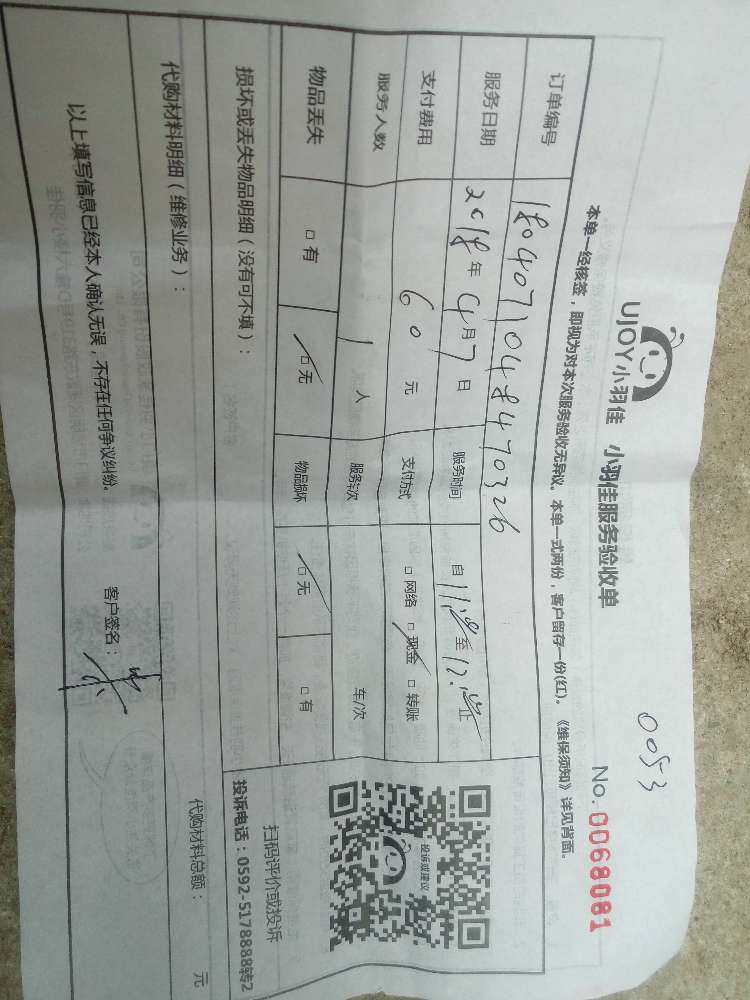 0053
UJOY小羽佳 小羽佳服务验收单
No. 0068081
本单一经核签，即视为对本次服务验收无异议。本单一式两份，客户留存一份(红)。《维保须知》详见背面。
订单编号 180407104847032b
服务日期 2018年4月7日 服务时间 自 至 止
支付费用 60元 支付方式 □网络 □现金 □转账
服务人数 1人 服务车次 车/次
物品丢失 □有 □无 物品损坏 □无 □有
损坏或丢失物品明细（没有可不填）：
代购材料明细（维修业务）：
代购材料总额： 元
投诉或建议
扫码评价或投诉
投诉电话：0592-5178888转2
以上填写信息已经本人确认无误，不存在任何争议纠纷。
客户签名：